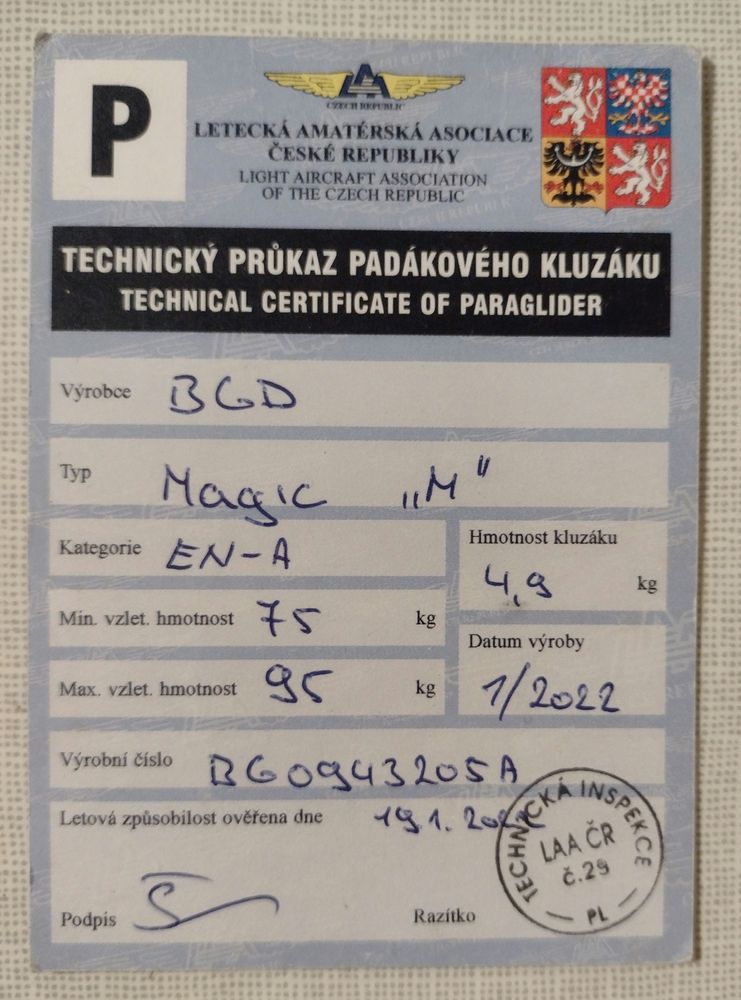 P
CZECH REPUBLIC
LETECKÁ AMATÉRSKÁ ASOCIACE
ČESKÉ REPUBLIKY
LIGHT AIRCRAFT ASSOCIATION
OF THE CZECH REPUBLIC
TECHNICKÝ PRŮKAZ PADÁKOVÉHO KLUZÁKU
TECHNICAL CERTIFICATE OF PARAGLIDER
Výrobce BGD
Typ Magic „M"
Kategorie EN-A
Hmotnost kluzáku
4,9 kg
Min. vzlet. hmotnost 75 kg
Datum výroby
1/2022
Max. vzlet. hmotnost 95 kg
Výrobní číslo BG0943205A
Letová způsobilost ověřena dne 19.1.
TECHNICKÁ INSPEKCE
LAA ČR
č.29
PL
Podpis
Razítko